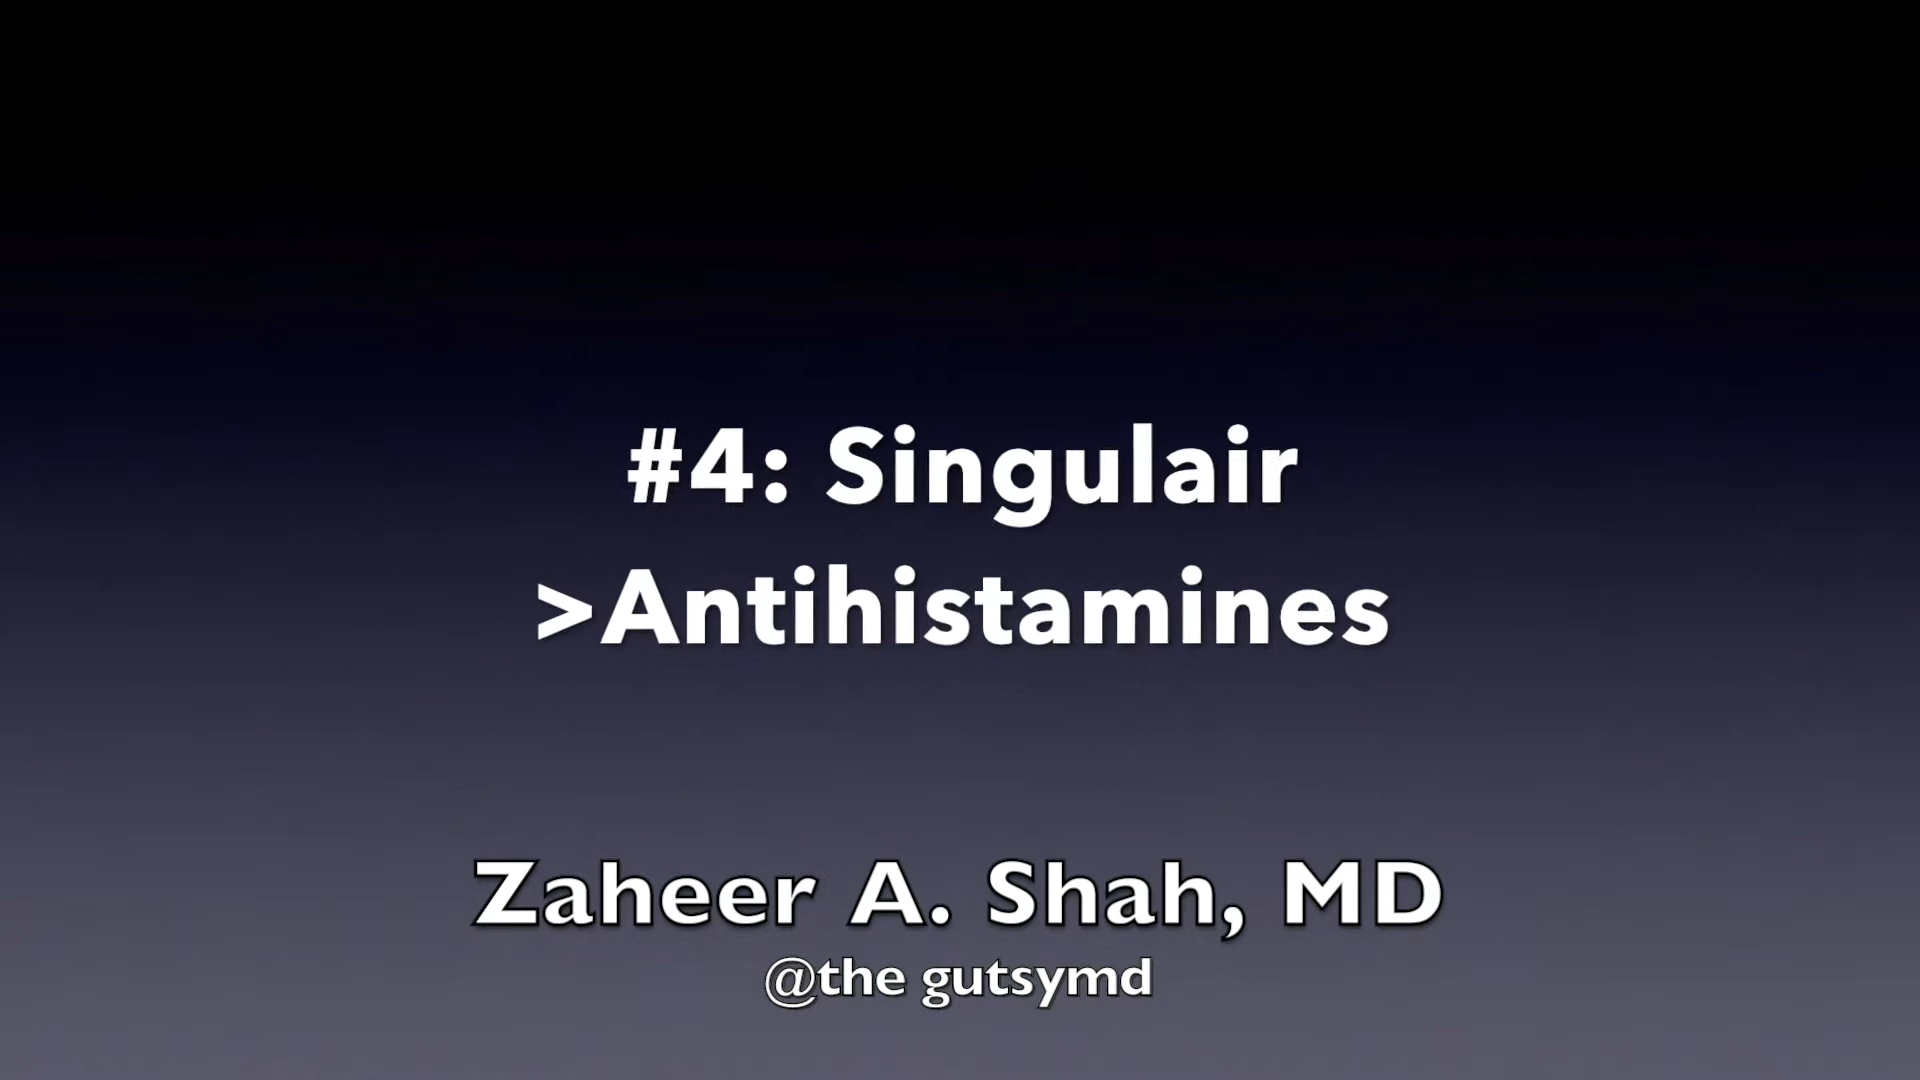 #4: Singulair
>Antihistamines
Zaheer A. Shah, MD
@the gutsymd